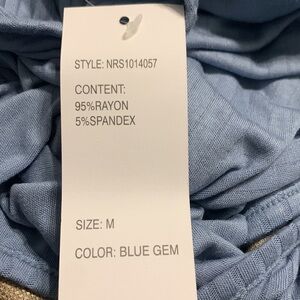 STYLE: NRS1014057
CONTENT:
95%RAYON
5%SPANDEX
SIZE: M
COLOR: BLUE GEM